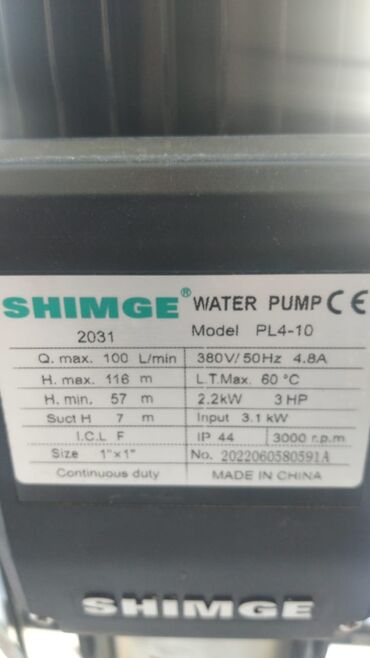 SHIMGE® WATER PUMP CE
2031 Model PL4-10
Q. max. 100 L/min 380V/50Hz 4.8A
H. max. 116 m L.T.Max. 60 °C
H. min. 57 m 2.2kW 3 HP
Suct H 7 m Input 3.1 kW
I.C.L F IP 44 3000 r.p.m
Size 1"×1" No. 2022060580591A
Continuous duty MADE IN CHINA
SHIMGE